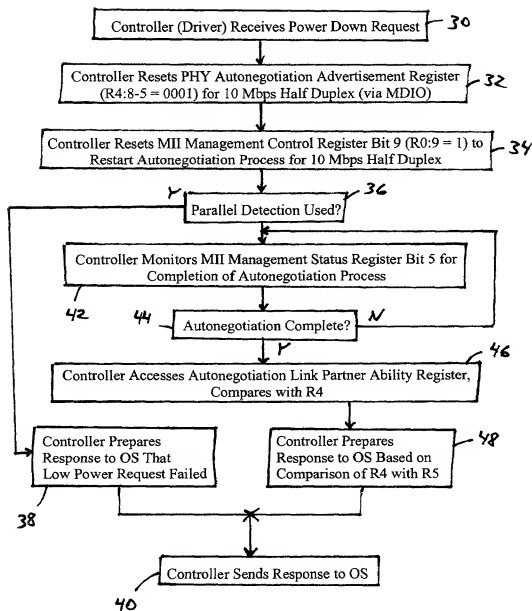 Controller (Driver) Receives Power Down Request
30
Controller Resets PHY Autonegotiation Advertisement Register
(R4:8-5 = 0001) for 10 Mbps Half Duplex (via MDIO)
32
Controller Resets MII Management Control Register Bit 9 (R0:9 = 1) to
Restart Autonegotiation Process for 10 Mbps Half Duplex
34
Y
36
Parallel Detection Used?
Controller Monitors MII Management Status Register Bit 5 for
Completion of Autonegotiation Process
42
44
Autonegotiation Complete?
N
Y
46
Controller Accesses Autonegotiation Link Partner Ability Register,
Compares with R4
Controller Prepares
Response to OS That
Low Power Request Failed
38
Controller Prepares
Response to OS Based on
Comparison of R4 with R5
48
Controller Sends Response to OS
40